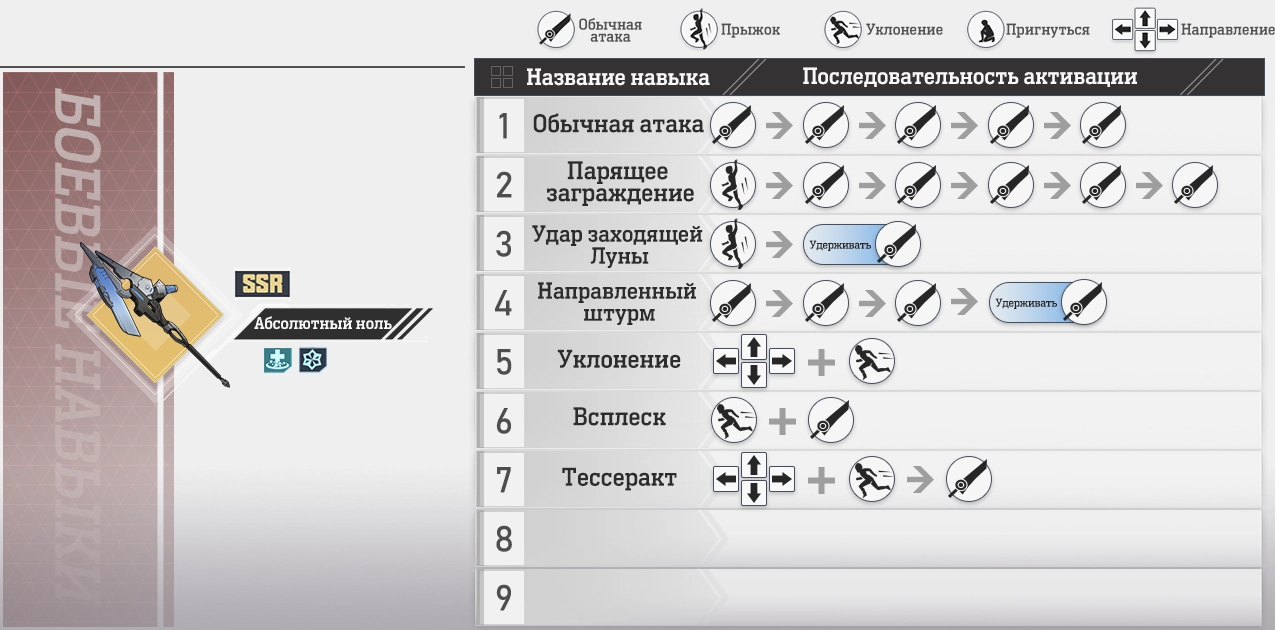 Обычная
атака
Прыжок
Уклонение
Пригнуться
Направление
Название навыка
Последовательность активации
БОЕВЫЕ НАВЫКИ
SSR
Абсолютный ноль
1
Обычная атака
2
Парящее
заграждение
3
Удар заходящей
Луны
Удерживать
4
Направленный
штурм
Удерживать
5
Уклонение
6
Всплеск
7
Тессеракт
8
9